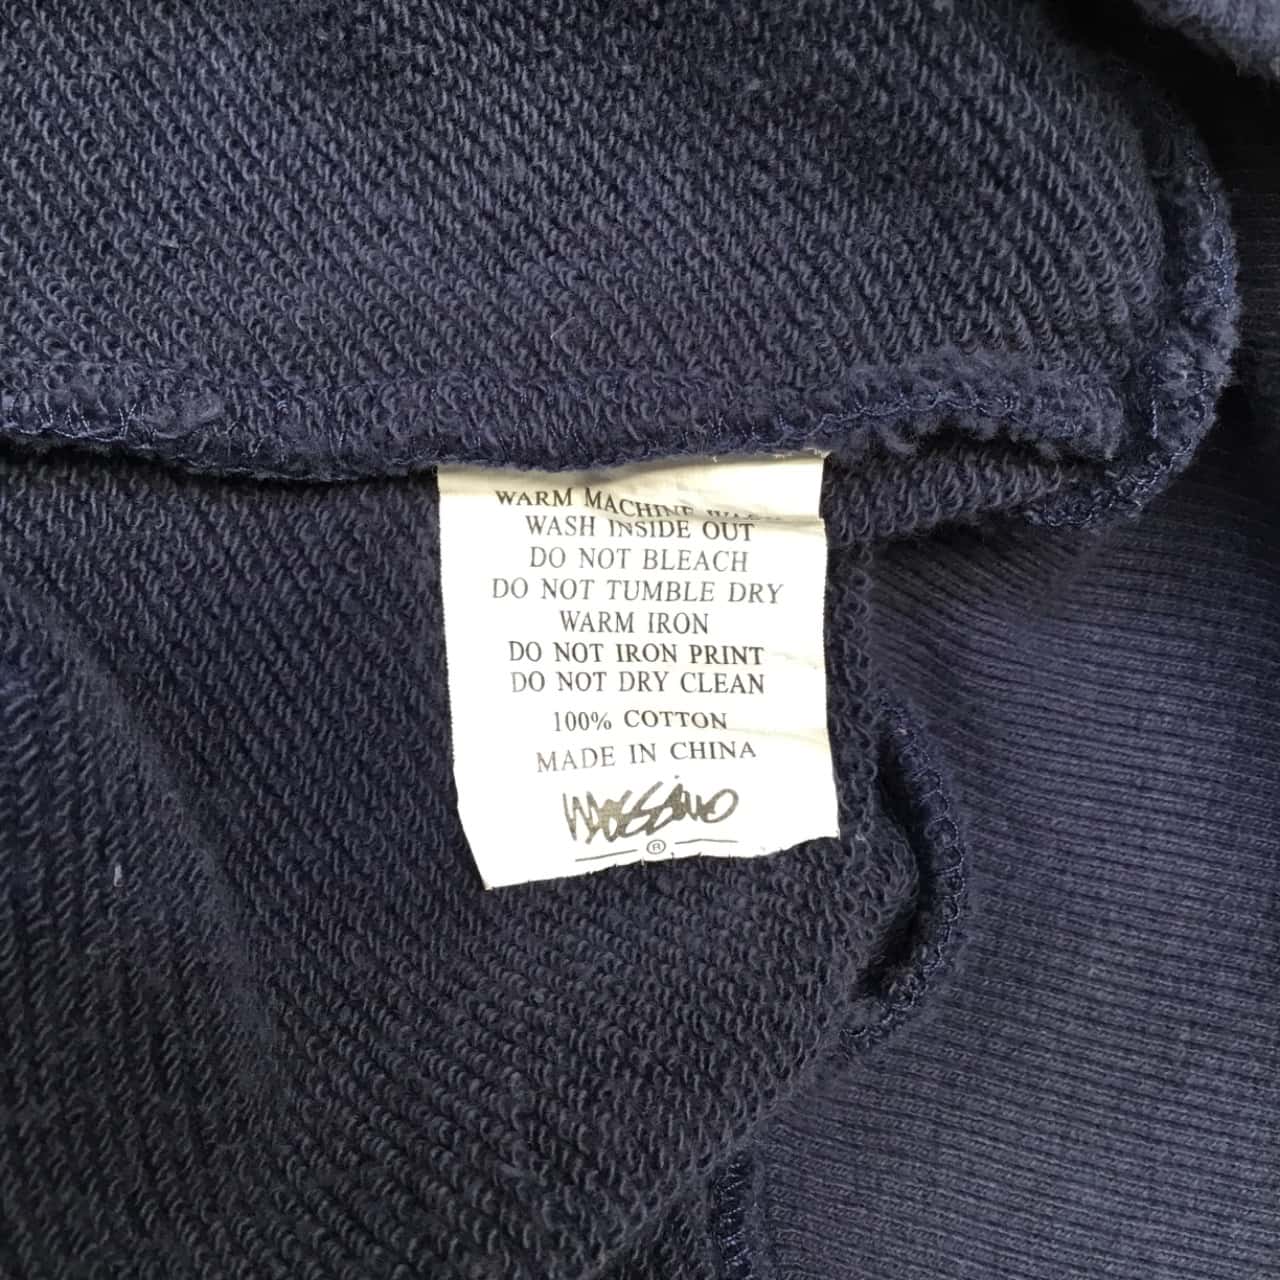 WARM MACHINE WASH
WASH INSIDE OUT
DO NOT BLEACH
DO NOT TUMBLE DRY
WARM IRON
DO NOT IRON PRINT
DO NOT DRY CLEAN
100% COTTON
MADE IN CHINA
mossimo
®